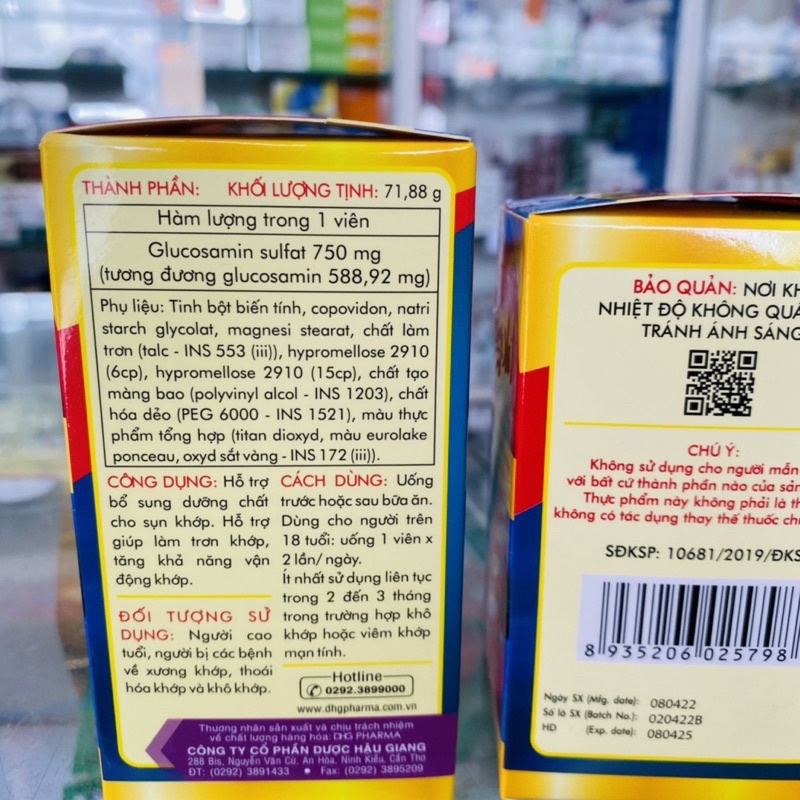 THÀNH PHẦN: KHỐI LƯỢNG TỊNH: 71,88 g
Hàm lượng trong 1 viên
Glucosamin sulfat 750 mg
(tương đương glucosamin 588,92 mg)
Phụ liệu: Tinh bột biến tính, copovidon, natri
starch glycolat, magnesi stearat, chất làm
trơn (talc - INS 553 (iii)), hypromellose 2910
(6cp), hypromellose 2910 (15cp), chất tạo
màng bao (polyvinyl alcol - INS 1203), chất
hóa dẻo (PEG 6000 - INS 1521), màu thực
phẩm tổng hợp (titan dioxyd, màu eurolake
ponceau, oxyd sắt vàng - INS 172 (iii)).
CÔNG DỤNG: Hỗ trợ
bổ sung dưỡng chất
cho sụn khớp. Hỗ trợ
giúp làm trơn khớp,
tăng khả năng vận
động khớp.
ĐỐI TƯỢNG SỬ
DỤNG: Người cao
tuổi, người bị các bệnh
về xương khớp, thoái
hóa khớp và khô khớp.
CÁCH DÙNG: Uống
trước hoặc sau bữa ăn.
Dùng cho người trên
18 tuổi: uống 1 viên x
2 lần/ ngày.
Ít nhất sử dụng liên tục
trong 2 đến 3 tháng
trong trường hợp khô
khớp hoặc viêm khớp
mạn tính.
Hotline
0292.3899000
www.dhgpharma.com.vn
Thương nhân sản xuất và chịu trách nhiệm
về chất lượng hàng hóa: DHG PHARMA
CÔNG TY CỔ PHẦN DƯỢC HẬU GIANG
288 Bis, Nguyễn Văn Cừ, An Hòa, Ninh Kiều, Cần Thơ
ĐT: (0292) 3891433 - Fax: (0292) 3895209
BẢO QUẢN: NƠI KH
NHIỆT ĐỘ KHÔNG QUÁ
TRÁNH ÁNH SÁNG
CHÚ Ý:
Không sử dụng cho người mẫn
với bất cứ thành phần nào của sản
Thực phẩm này không phải là th
không có tác dụng thay thế thuốc ch
SĐKSP: 10681/2019/ĐKS
8 935206 025798
Ngày SX (Mfg. date): 080422
Số lô SX (Batch No.): 020422B
HD (Exp. date): 080425